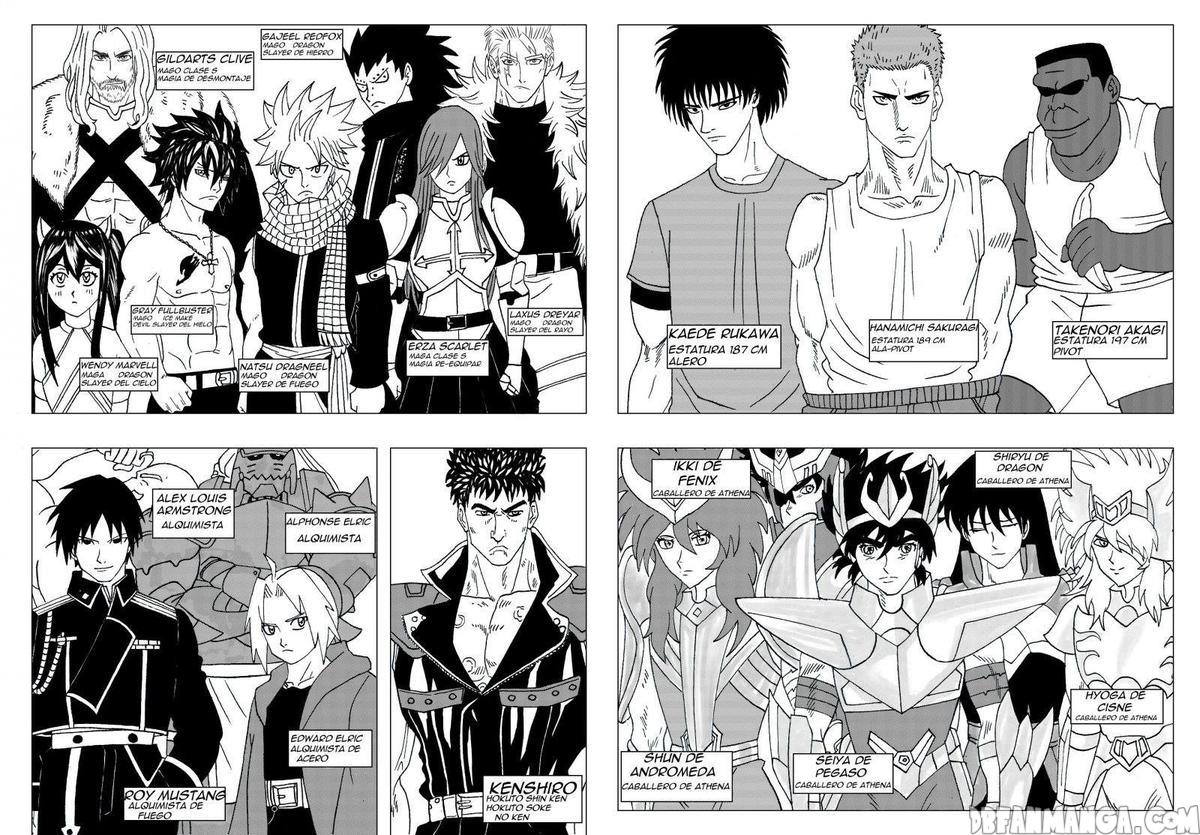 GILDARTS CLIVE
MAGO CLASE S
MAGIA DE DESMONTAJE
GAJEEL REDFOX
MAGO DRAGON
SLAYER DE HIERRO
GRAY FULLBUSTER
MAGO ICE MAKE
DEVIL SLAYER DEL HIELO
LAXUS DREYAR
MAGO DRAGON
SLAYER DEL RAYO
WENDY MARVELL
MAGA DRAGON
SLAYER DEL CIELO
NATSU DRAGNEEL
MAGO DRAGON
SLAYER DE FUEGO
ERZA SCARLET
MAGA CLASE S
MAGIA RE-EQUIPAR
KAEDE RUKAWA
ESTATURA 187 CM
ALERO
HANAMICHI SAKURAGI
ESTATURA 189 CM
ALA-PIVOT
TAKENORI AKAGI
ESTATURA 197 CM
PIVOT
ALEX LOUIS
ARMSTRONG
ALQUIMISTA
ALPHONSE ELRIC
ALQUIMISTA
EDWARD ELRIC
ALQUIMISTA DE
ACERO
ROY MUSTANG
ALQUIMISTA DE
FUEGO
KENSHIRO
HOKUTO SHIN KEN
HOKUTO SOKE
NO KEN
IKKI DE
FENIX
CABALLERO DE ATHENA
SHIRYU DE
DRAGON
CABALLERO DE ATHENA
HYOGA DE
CISNE
CABALLERO DE ATHENA
SHUN DE
ANDROMEDA
CABALLERO DE ATHENA
SEIYA DE
PEGASO
CABALLERO DE ATHENA
DBFANMANGA.COM